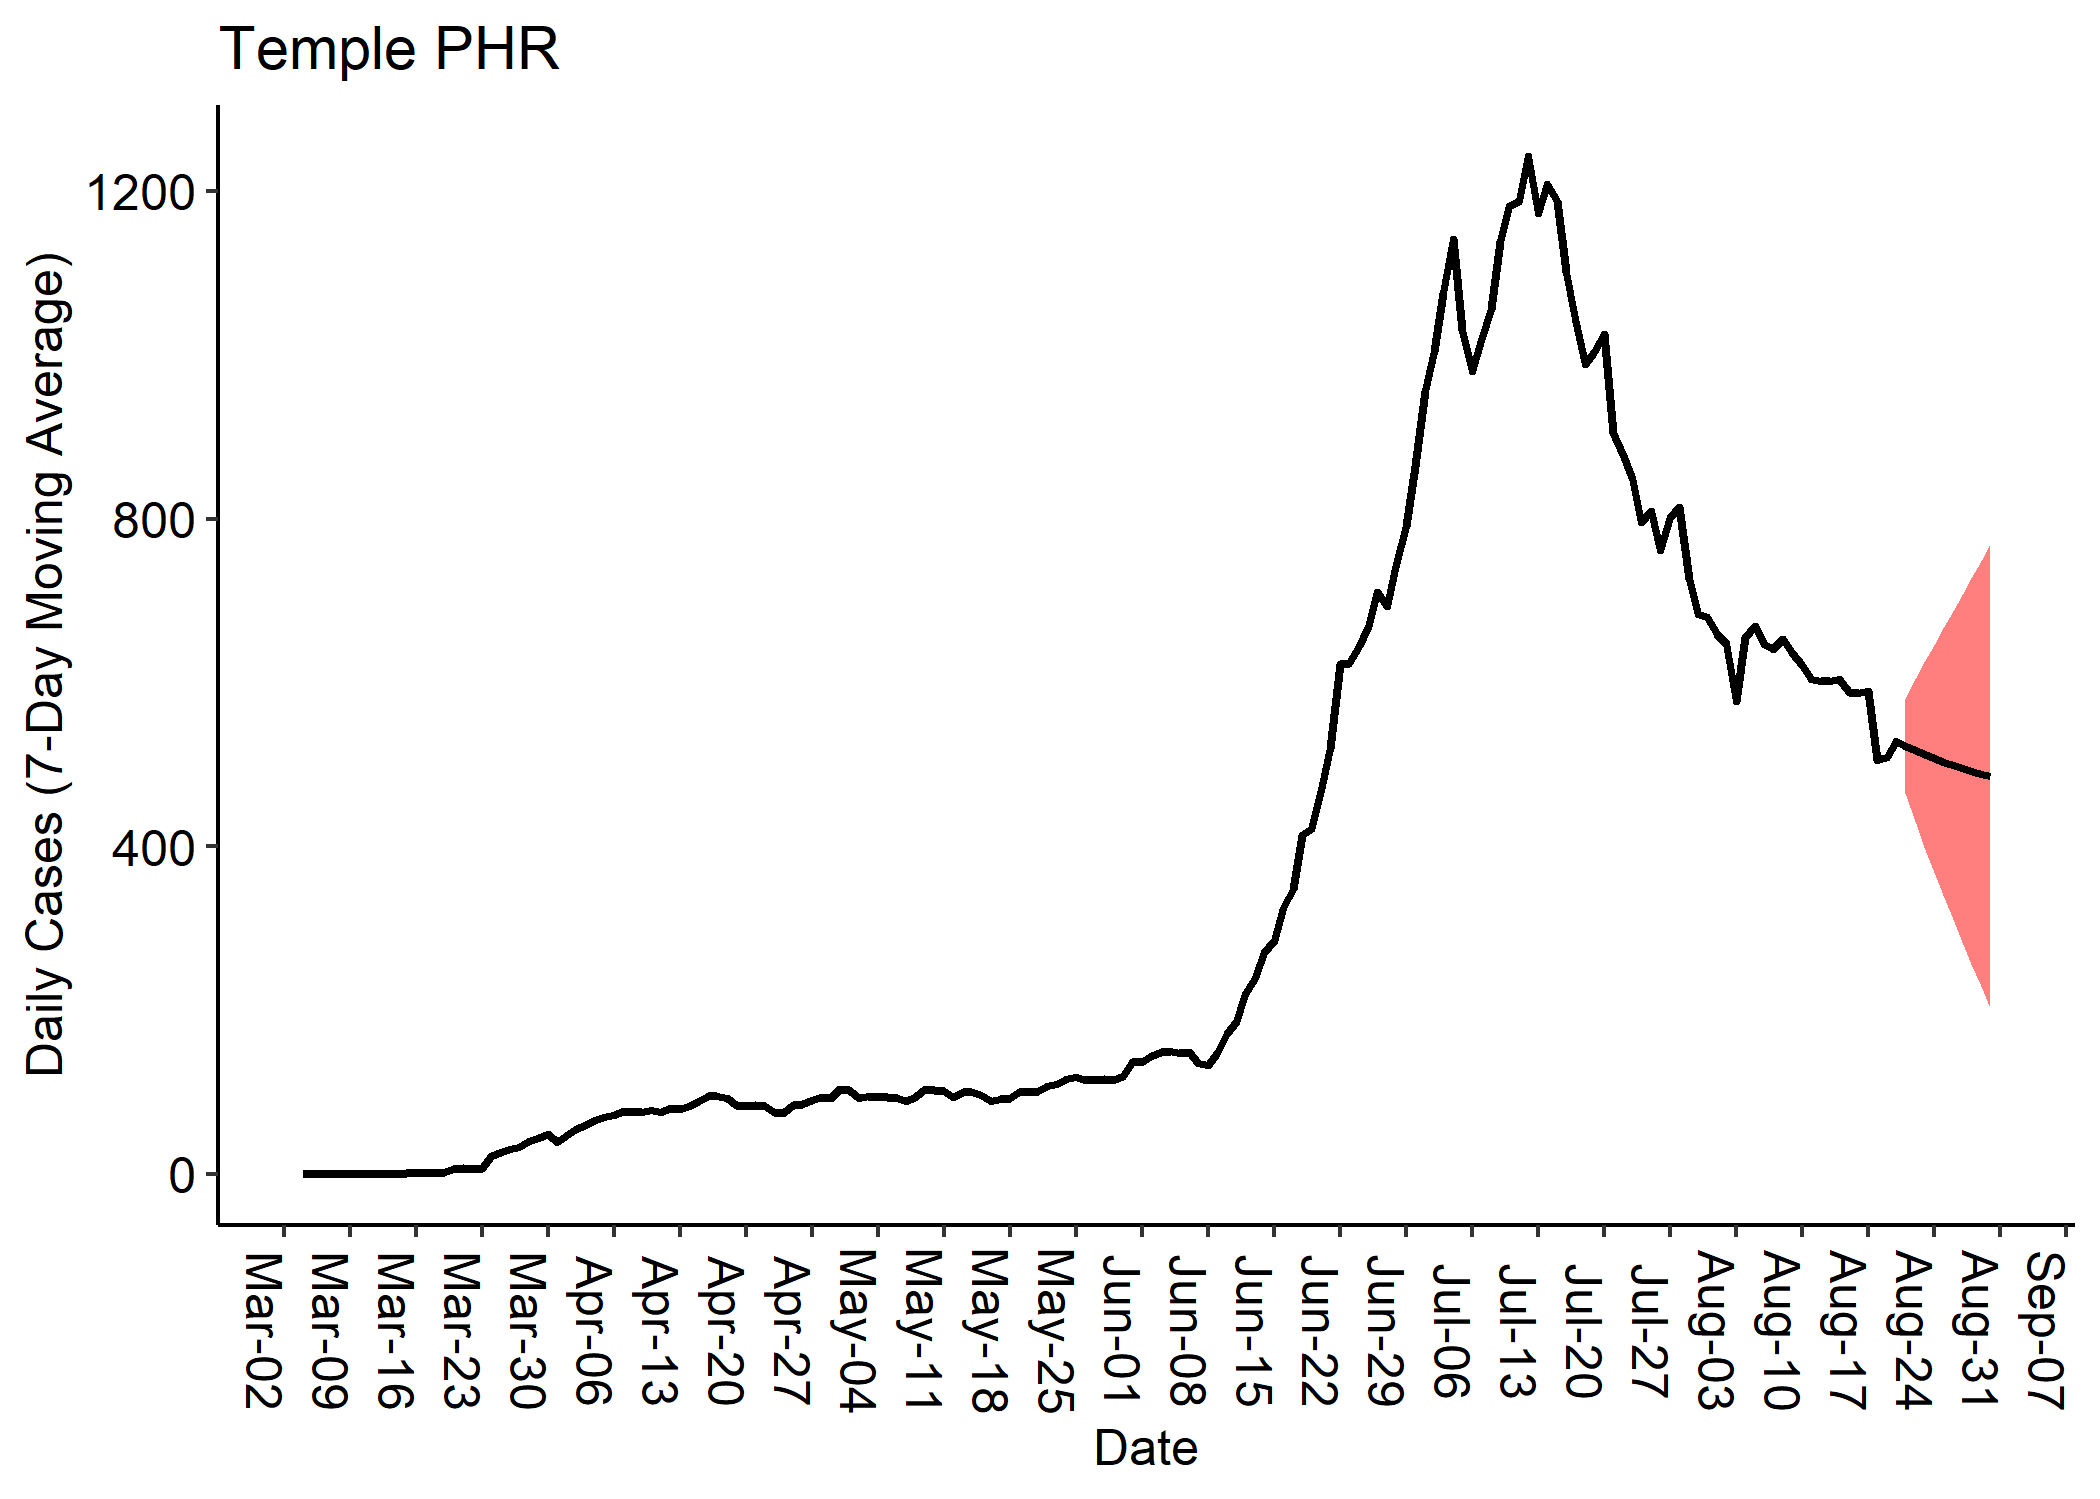 Temple PHR
Daily Cases (7-Day Moving Average)
1200
800
400
0
Mar-02
Mar-09
Mar-16
Mar-23
Mar-30
Apr-06
Apr-13
Apr-20
Apr-27
May-04
May-11
May-18
May-25
Jun-01
Jun-08
Jun-15
Jun-22
Jun-29
Jul-06
Jul-13
Jul-20
Jul-27
Aug-03
Aug-10
Aug-17
Aug-24
Aug-31
Sep-07
Date